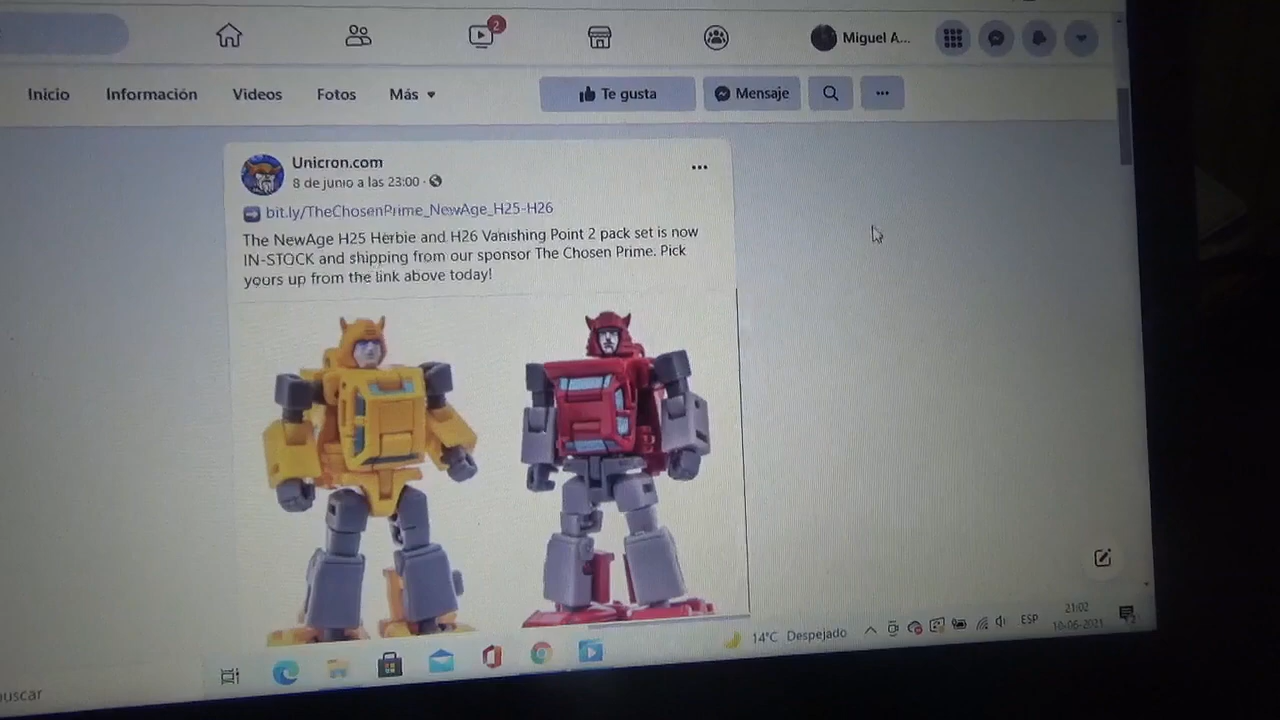 2
Miguel A...
Inicio
Información
Videos
Fotos
Más
Te gusta
Mensaje
Unicron.com
8 de junio a las 23:00 ·
bit.ly/TheChosenPrime_NewAge_H25-H26
The NewAge H25 Herbie and H26 Vanishing Point 2 pack set is now
IN-STOCK and shipping from our sponsor The Chosen Prime. Pick
yours up from the link above today!
14°C Despejado
ESP
21:02
10-06-2021
buscar